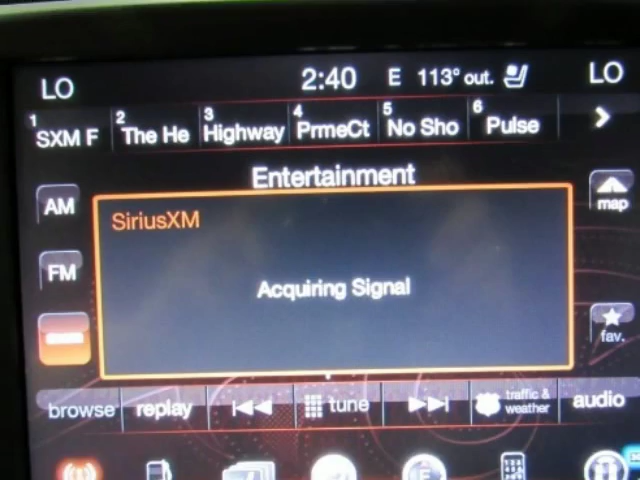 LO 2:40 E 113° out. LO
1 SXM F 2 The He 3 Highway 4 PrmeCt 5 No Sho 6 Pulse
Entertainment
AM
map
SiriusXM
FM
Acquiring Signal
fav.
browse replay tune traffic & weather audio